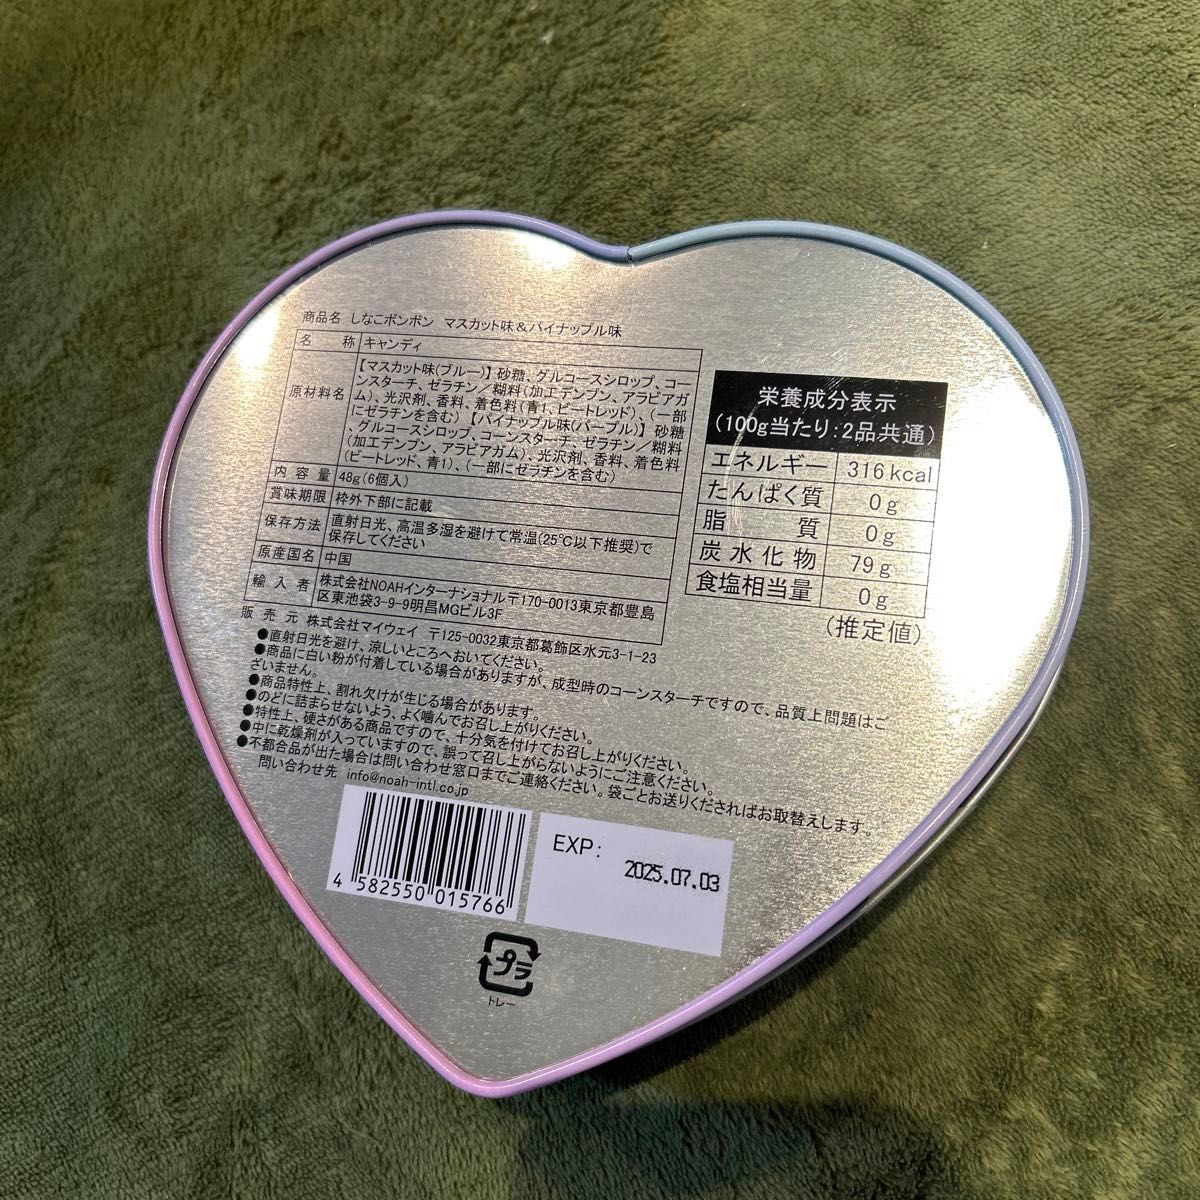 商品名 しなこボンボン マスカット味&パイナップル味
名称 キャンディ
原材料名
【マスカット味(ブルー)】砂糖、グルコースシロップ、コー
ンスターチ、ゼラチン/糊料(加工デンプン、アラビアガ
ム)、光沢剤、香料、着色料(青1、ビートレッド)、(一部
にゼラチンを含む)【パイナップル味(パープル)】砂糖
、グルコースシロップ、コーンスターチ、ゼラチン/糊料
(加工デンプン、アラビアガム)、光沢剤、香料、着色料
(ビートレッド、青1)、(一部にゼラチンを含む)
内容量 48g(6個入)
賞味期限 枠外下部に記載
保存方法 直射日光、高温多湿を避けて常温(25℃以下推奨)で
保存してください
原産国名 中国
輸入者 株式会社NOAHインターナショナル〒170-0013東京都豊島
区東池袋3-9-9明昌MGビル3F
販売元 株式会社マイウェイ 〒125-0032東京都葛飾区水元3-1-23
●直射日光を避け、涼しいところへおいてください。
●商品に白い粉が付着している場合がありますが、成型時のコーンスターチですので、品質上問題はご
ざいません。
●商品特性上、割れ欠けが生じる場合があります。
●のどに詰まらせないよう、よく噛んでお召し上がりください。
●特性上、硬さがある商品ですので、十分気を付けてお召し上がりください。
●中に乾燥剤が入っていますので、誤って召し上がらないようにご注意ください。
●不都合品が出た場合は問い合わせ窓口までご連絡ください。袋ごとお送りくださればお取替えします。
問い合わせ先 info@noah-intl.co.jp
栄養成分表示
(100g当たり:2品共通)
エネルギー 316kcal
たんぱく質 0g
脂質 0g
炭水化物 79g
食塩相当量 0g
(推定値)
4 582550 015766
EXP:
2025.07.03
プラ
トレー